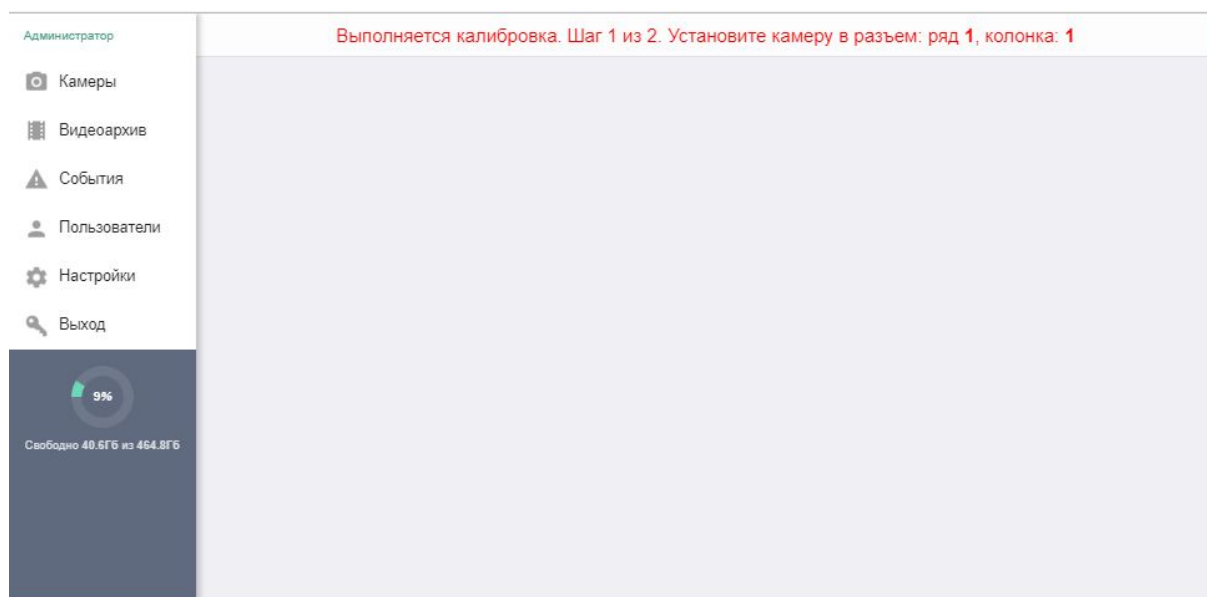 Администратор
Выполняется калибровка. Шаг 1 из 2. Установите камеру в разъем: ряд 1, колонка: 1
Камеры
Видеоархив
События
Пользователи
Настройки
Выход
9%
Свободно 40.6Гб из 464.8Гб